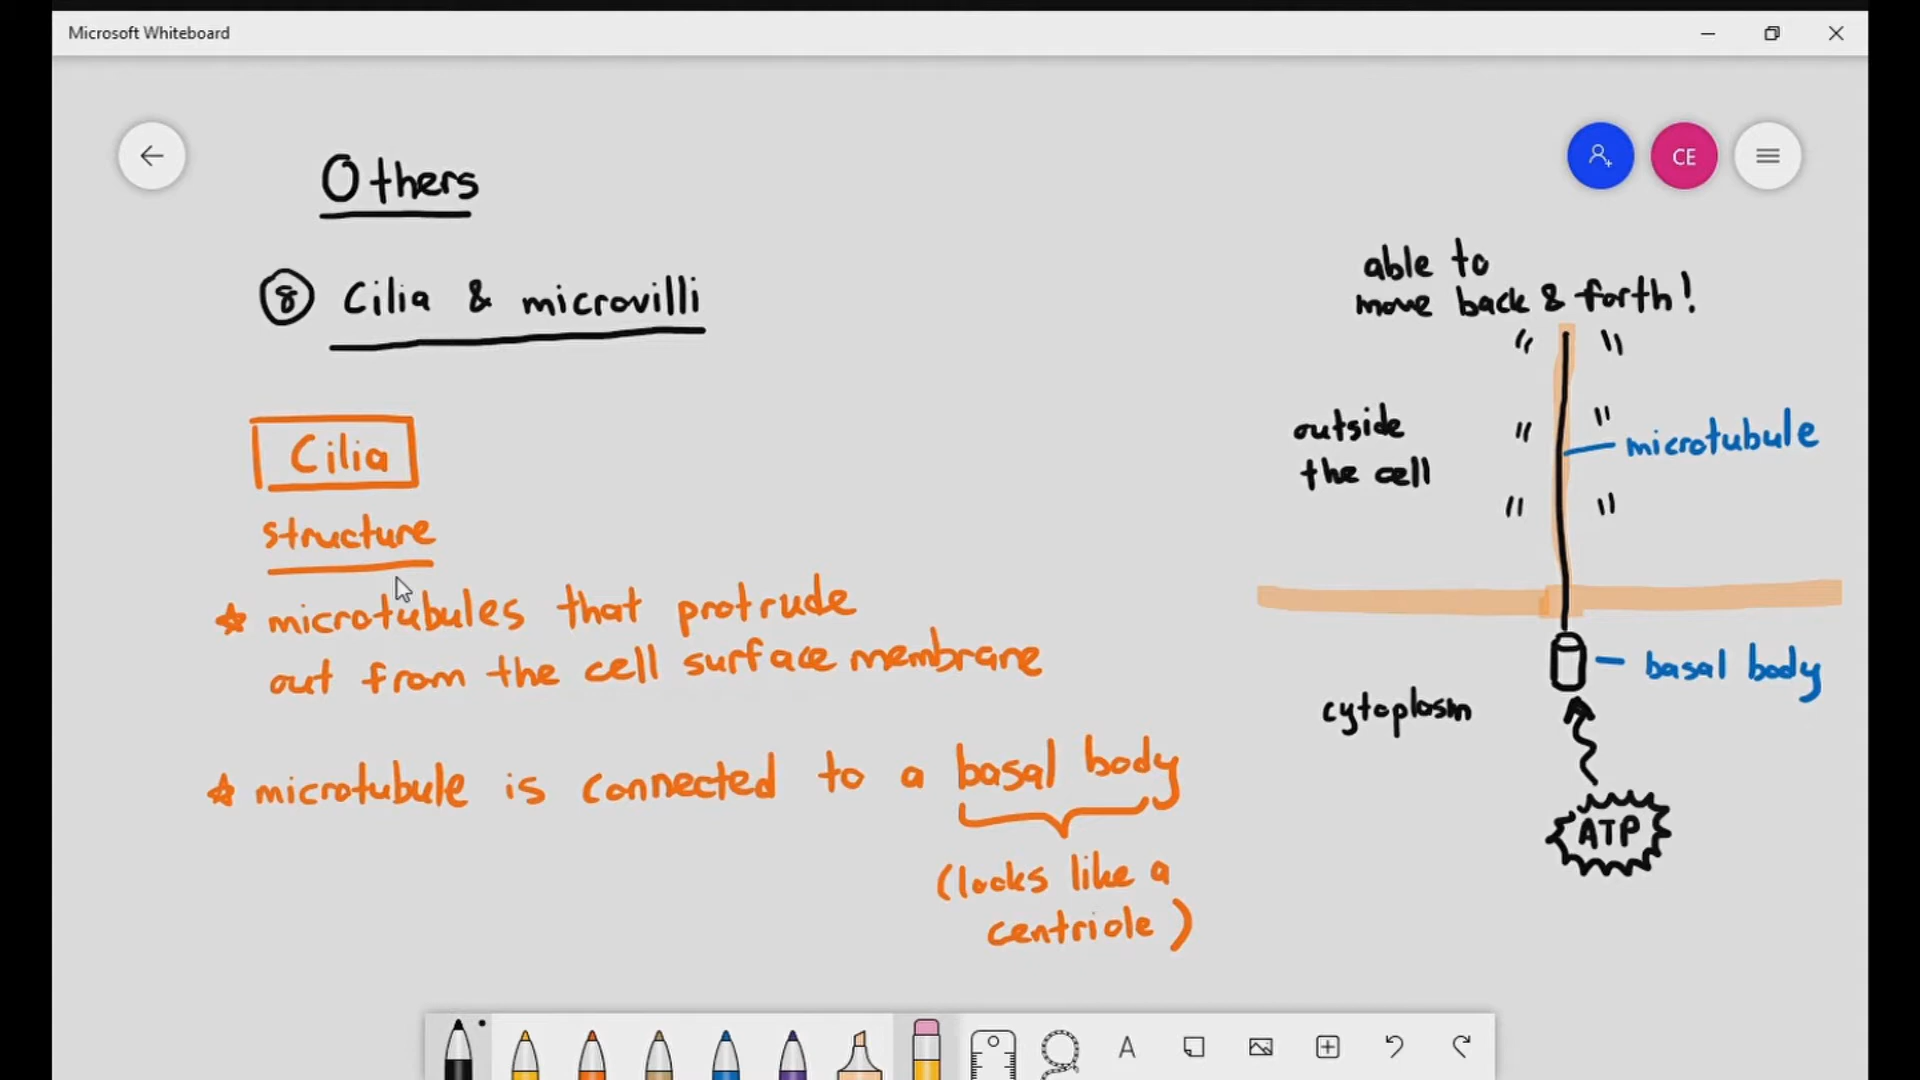 Microsoft Whiteboard
CE
Others
8 Cilia & microvilli
Cilia
structure
☆ microtubules that protrude
out from the cell surface membrane
☆ microtubule is connected to a basal body
(looks like a
centriole)
able to
move back & forth!
outside
the cell
microtubule
basal body
cytoplasm
ATP
A